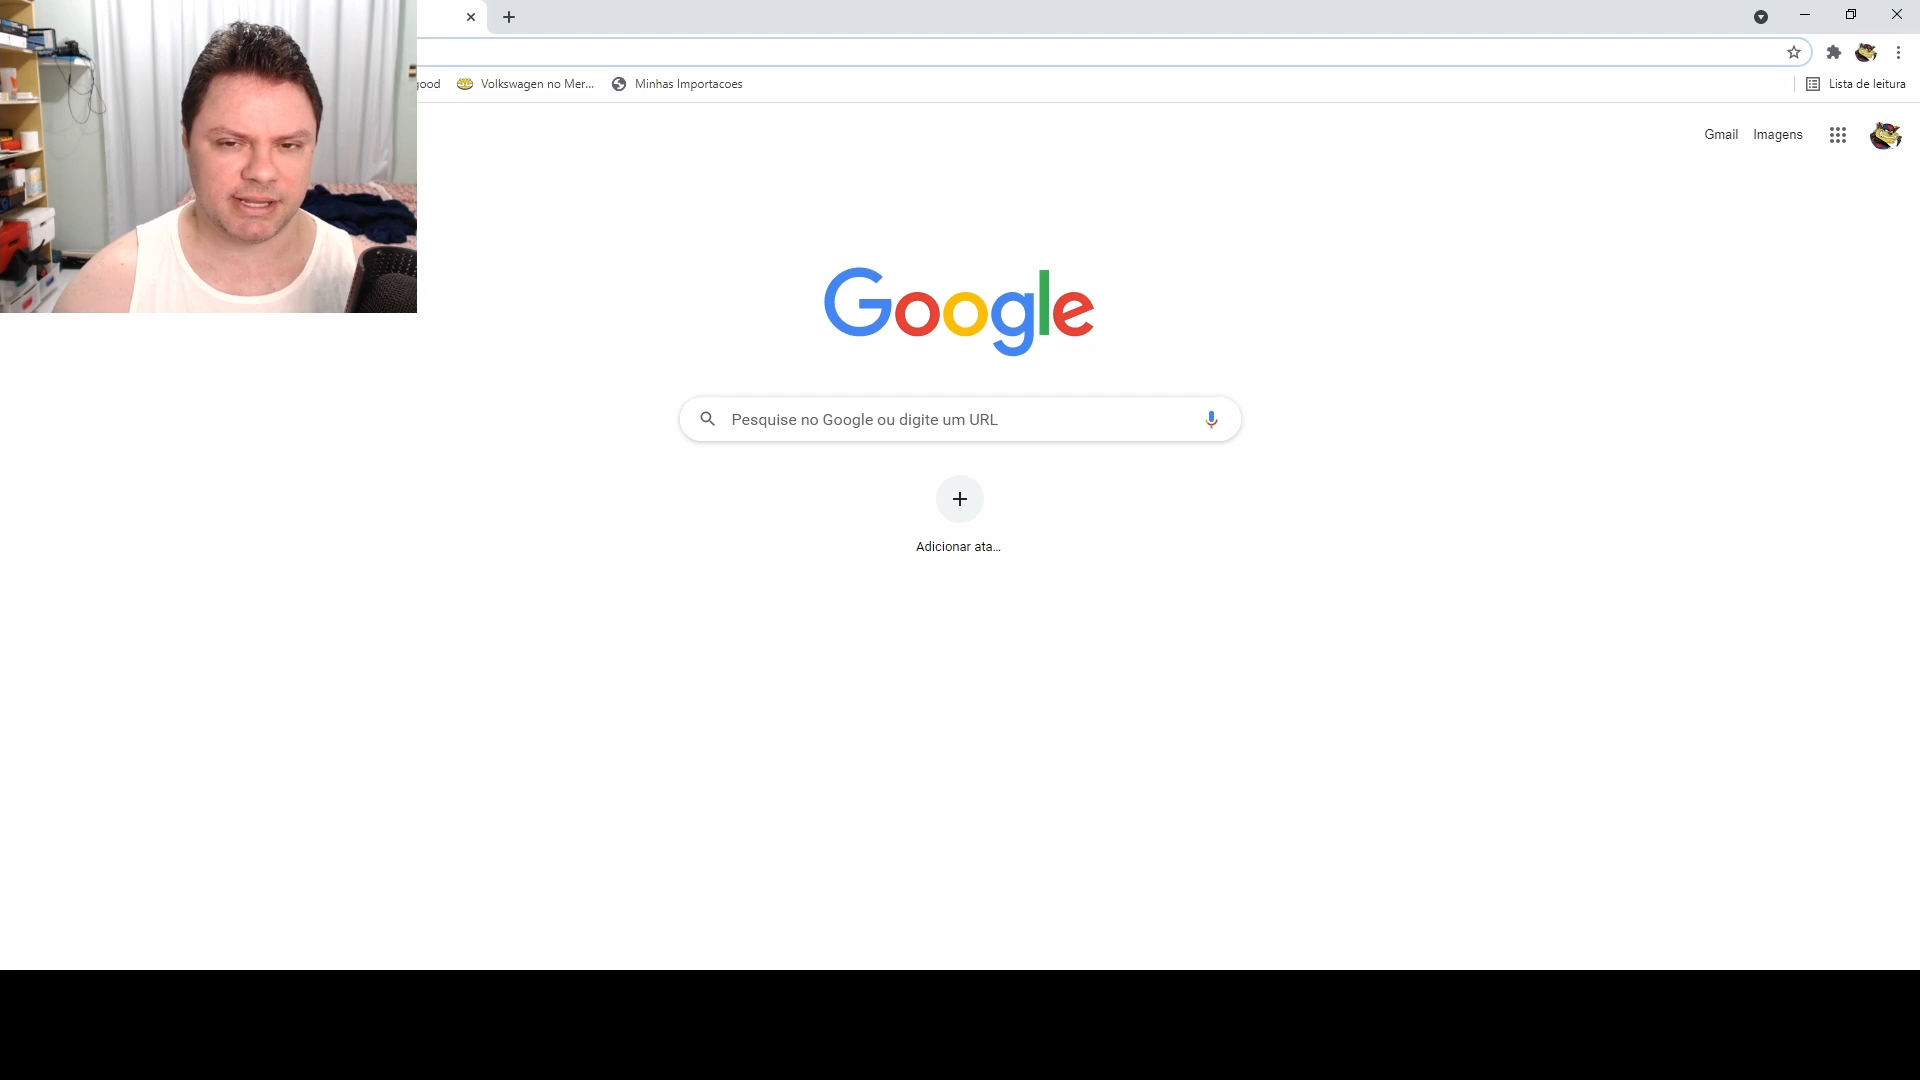 Volkswagen no Mer...
Minhas Importacoes
Lista de leitura
Gmail
Imagens
Google
Pesquise no Google ou digite um URL
Adicionar ata...